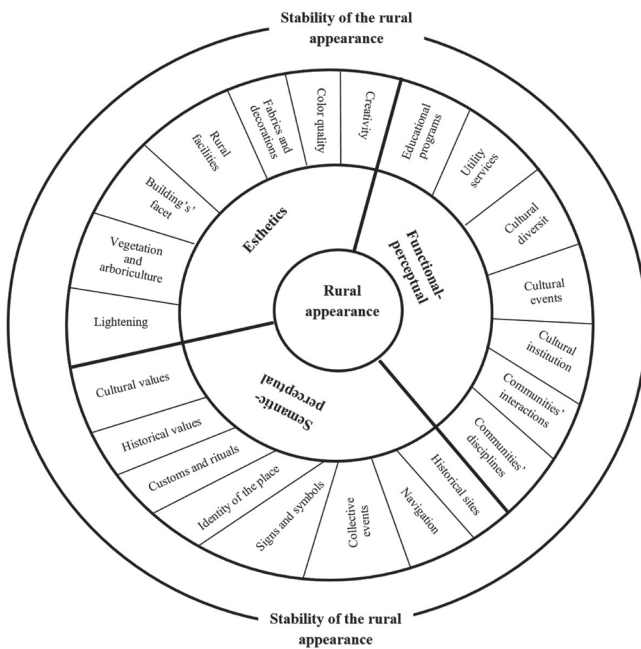 Stability of the rural
appearance
Creativity
Color quality
Fabrics and
decorations
Rural
facilities
Building's’
facet
Vegetation
and
arboriculture
Lightening
Educational
programs
Utility
services
Cultural
diversit
Cultural
events
Cultural
institution
Communities’
interactions
Communities’
disciplines
Historical sites
Navigation
Collective
events
Signs and symbols
Identity of the place
Customs and rituals
Historical values
Cultural values
Esthetics
Functional-
perceptual
Semantic-
perceptual
Rural
appearance
Stability of the rural
appearance